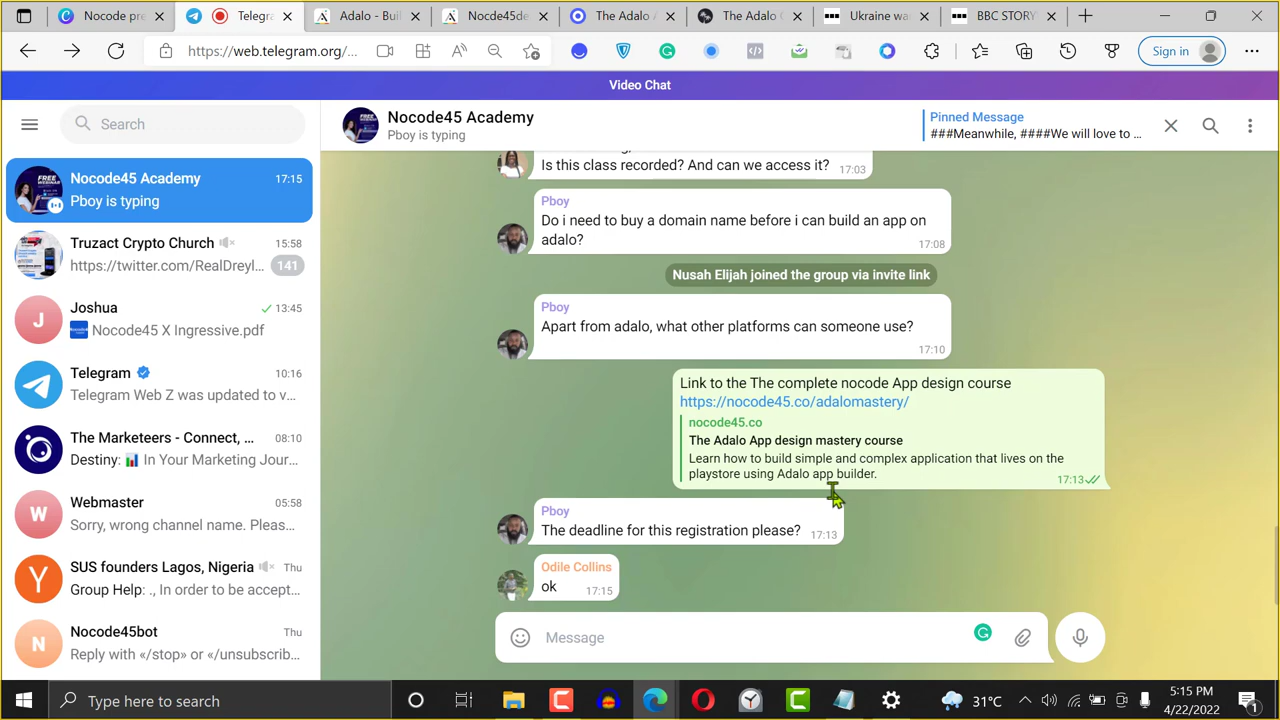 Nocode pre
Telegra
Adalo - Bui
Nocde45de
The Adalo A
The Adalo C
Ukraine wa
BBC STORY
https://web.telegram.org/...
Sign in
Video Chat
Search
Nocode45 Academy
Pboy is typing
Pinned Message
###Meanwhile, ####We will love to ...
Nocode45 Academy 17:15
Pboy is typing
Truzact Crypto Church 15:58
https://twitter.com/RealDreyl... 141
Joshua 13:45
Nocode45 X Ingressive.pdf
Telegram 10:16
Telegram Web Z was updated to v...
The Marketeers - Connect, ... 08:10
Destiny: In Your Marketing Jour...
Webmaster 05:58
Sorry, wrong channel name. Pleas...
SUS founders Lagos, Nigeria Thu
Group Help: ., In order to be accept...
Nocode45bot Thu
Reply with «/stop» or «/unsubscrib...
Is this class recorded? And can we access it? 17:03
Pboy
Do i need to buy a domain name before i can build an app on
adalo? 17:08
Nusah Elijah joined the group via invite link
Pboy
Apart from adalo, what other platforms can someone use?
17:10
Link to the The complete nocode App design course
https://nocode45.co/adalomastery/
nocode45.co
The Adalo App design mastery course
Learn how to build simple and complex application that lives on the
playstore using Adalo app builder. 17:13
Pboy
The deadline for this registration please? 17:13
Odile Collins
ok 17:15
Message
Type here to search
31°C
5:15 PM
4/22/2022